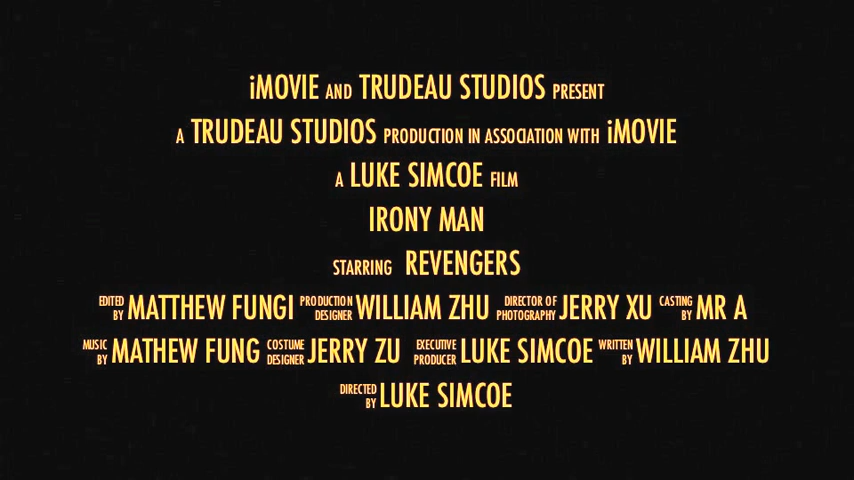 iMOVIE AND TRUDEAU STUDIOS PRESENT
A TRUDEAU STUDIOS PRODUCTION IN ASSOCIATION WITH iMOVIE
A LUKE SIMCOE FILM
IRONY MAN
STARRING REVENGERS
EDITED BY MATTHEW FUNGI PRODUCTION DESIGNER WILLIAM ZHU DIRECTOR OF PHOTOGRAPHY JERRY XU CASTING BY MR A
MUSIC BY MATHEW FUNG COSTUME DESIGNER JERRY ZU EXECUTIVE PRODUCER LUKE SIMCOE WRITTEN BY WILLIAM ZHU
DIRECTED BY LUKE SIMCOE